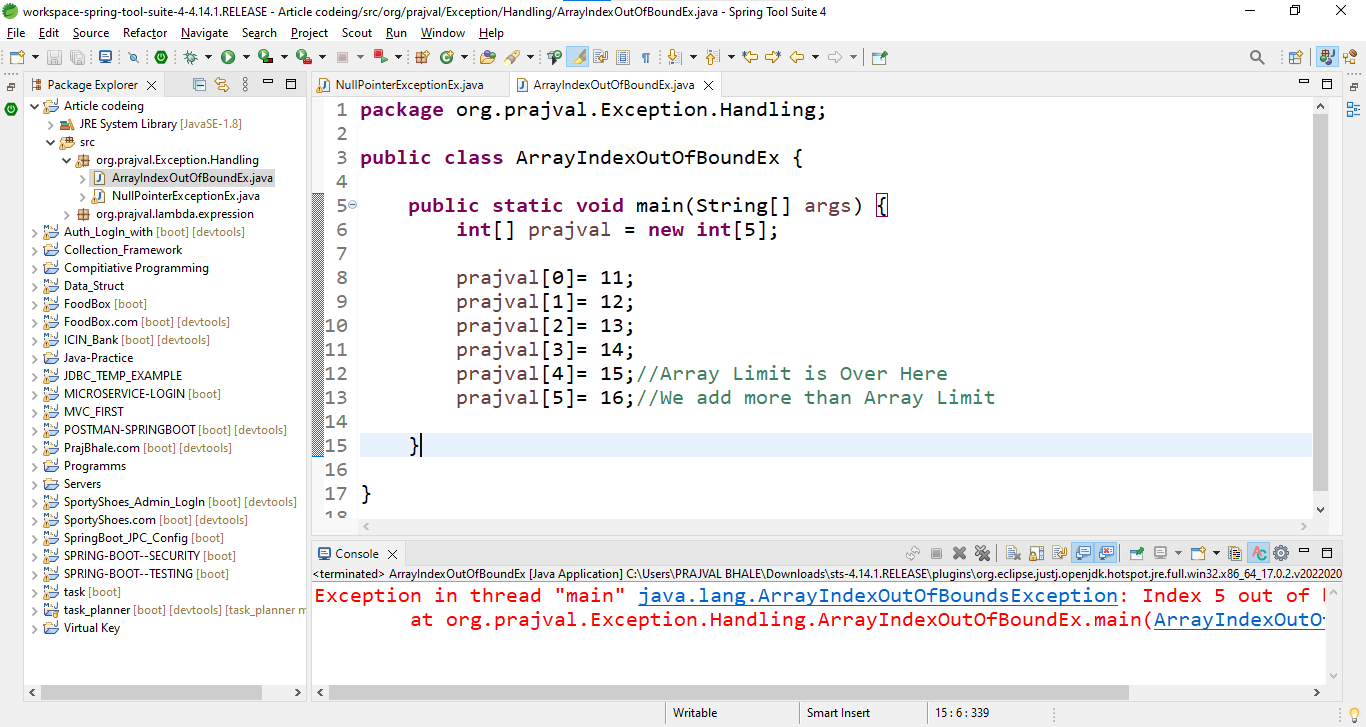 workspace-spring-tool-suite-4-4.14.1.RELEASE - Article codeing/src/org/prajval/Exception/Handling/ArrayIndexOutOfBoundEx.java - Spring Tool Suite 4
File Edit Source Refactor Navigate Search Project Scout Run Window Help
Package Explorer
Article codeing
JRE System Library [JavaSE-1.8]
src
org.prajval.Exception.Handling
ArrayIndexOutOfBoundEx.java
NullPointerExceptionEx.java
org.prajval.lambda.expression
Auth_LogIn_with [boot] [devtools]
Collection_Framework
Compitiative Programming
Data_Struct
FoodBox [boot]
FoodBox.com [boot] [devtools]
ICIN_Bank [boot] [devtools]
Java-Practice
JDBC_TEMP_EXAMPLE
MICROSERVICE-LOGIN [boot]
MVC_FIRST
POSTMAN-SPRINGBOOT [boot] [devtools]
PrajBhale.com [boot] [devtools]
Programms
Servers
SportyShoes_Admin_LogIn [boot] [devtools]
SportyShoes.com [boot] [devtools]
SpringBoot_JPC_Config [boot]
SPRING-BOOT--SECURITY [boot]
SPRING-BOOT--TESTING [boot]
task [boot]
task_planner [boot] [devtools] [task_planner m
Virtual Key
NullPointerExceptionEx.java ArrayIndexOutOfBoundEx.java
1 package org.prajval.Exception.Handling;
2
3 public class ArrayIndexOutOfBoundEx {
4
5 public static void main(String[] args) {
6 int[] prajval = new int[5];
7
8 prajval[0]= 11;
9 prajval[1]= 12;
10 prajval[2]= 13;
11 prajval[3]= 14;
12 prajval[4]= 15;//Array Limit is Over Here
13 prajval[5]= 16;//We add more than Array Limit
14
15 }
16
17 }
18
Console
<terminated> ArrayIndexOutOfBoundEx [Java Application] C:\Users\PRAJVAL BHALE\Downloads\sts-4.14.1.RELEASE\plugins\org.eclipse.justj.openjdk.hotspot.jre.full.win32.x86_64_17.0.2.v2022020
Exception in thread "main" java.lang.ArrayIndexOutOfBoundsException: Index 5 out of
at org.prajval.Exception.Handling.ArrayIndexOutOfBoundEx.main(ArrayIndexOutO
Writable Smart Insert 15 : 6 : 339